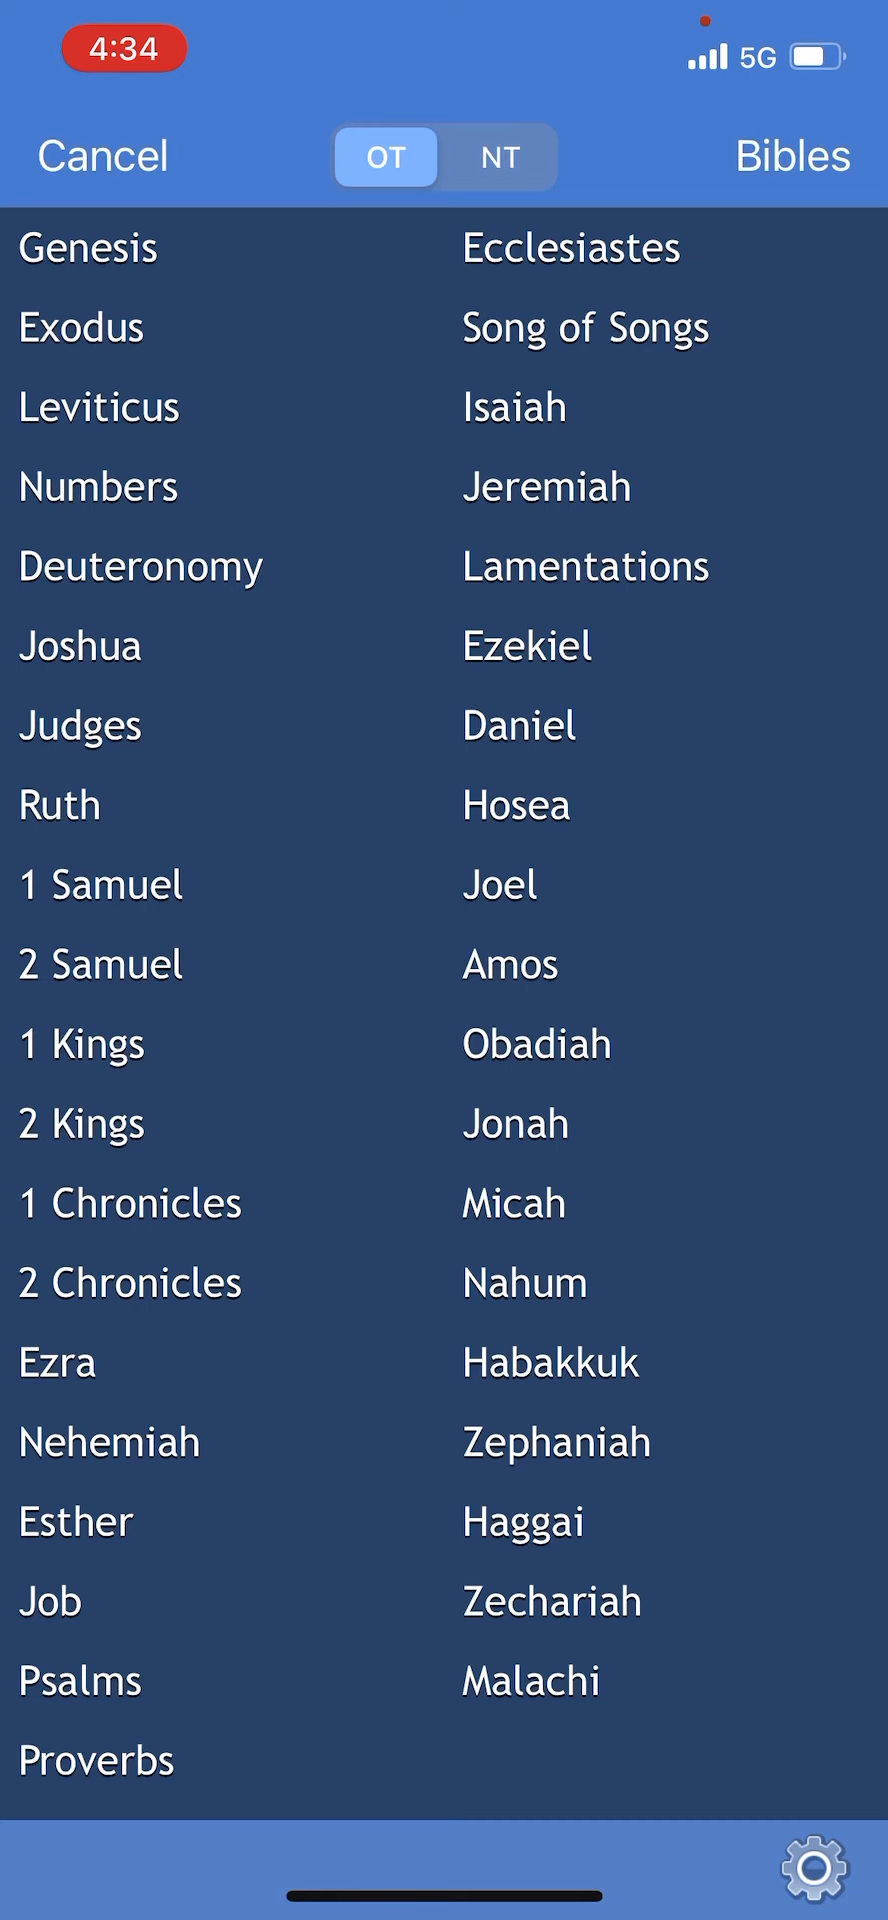 4:34
5G
Cancel
OT
NT
Bibles
Genesis
Exodus
Leviticus
Numbers
Deuteronomy
Joshua
Judges
Ruth
1 Samuel
2 Samuel
1 Kings
2 Kings
1 Chronicles
2 Chronicles
Ezra
Nehemiah
Esther
Job
Psalms
Proverbs
Ecclesiastes
Song of Songs
Isaiah
Jeremiah
Lamentations
Ezekiel
Daniel
Hosea
Joel
Amos
Obadiah
Jonah
Micah
Nahum
Habakkuk
Zephaniah
Haggai
Zechariah
Malachi